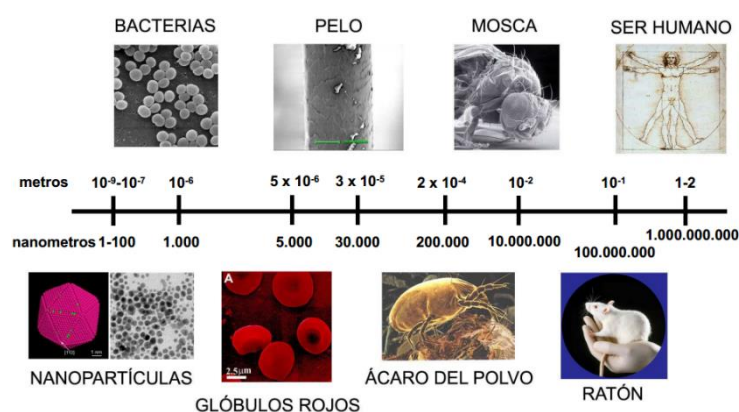 BACTERIAS
PELO
MOSCA
SER HUMANO
metros 10⁻⁹-10⁻⁷ 10⁻⁶ 5 x 10⁻⁶ 3 x 10⁻⁵ 2 x 10⁻⁴ 10⁻² 10⁻¹ 1-2
nanometros 1-100 1.000 5.000 30.000 200.000 10.000.000 100.000.000 1.000.000.000
A
2.5µm
NANOPARTÍCULAS
GLÓBULOS ROJOS
ÁCARO DEL POLVO
RATÓN